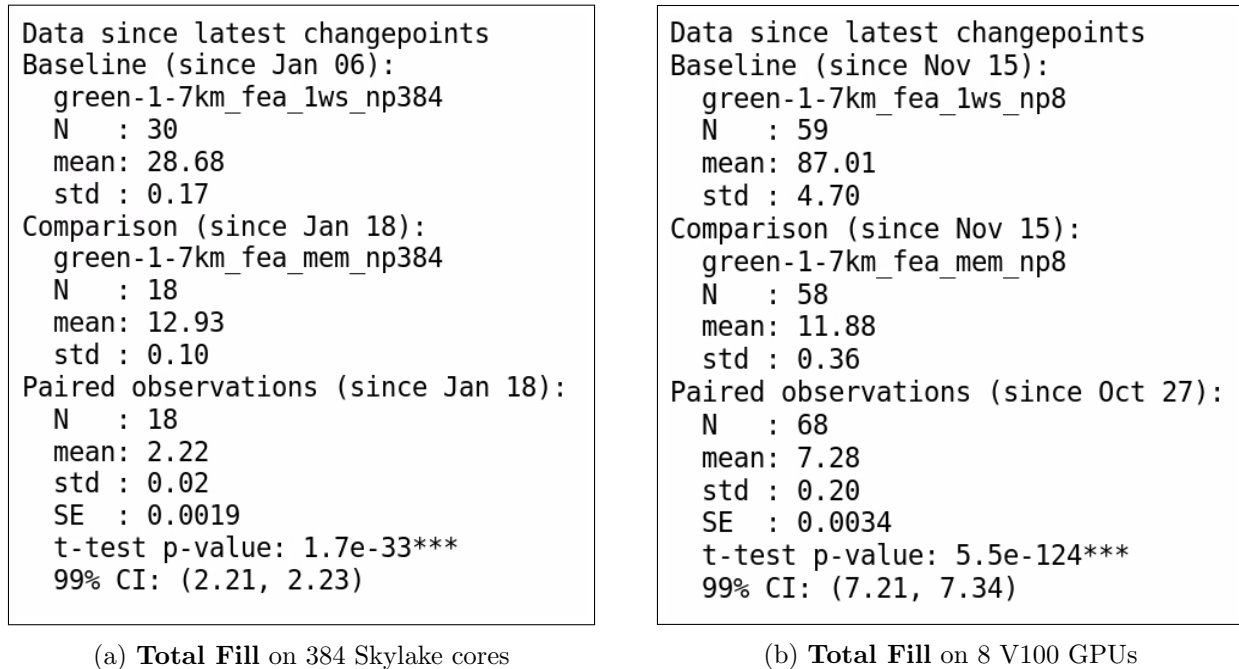 Data since latest changepoints
Baseline (since Jan 06):
green-1-7km_fea_1ws_np384
N : 30
mean: 28.68
std : 0.17
Comparison (since Jan 18):
green-1-7km_fea_mem_np384
N : 18
mean: 12.93
std : 0.10
Paired observations (since Jan 18):
N : 18
mean: 2.22
std : 0.02
SE : 0.0019
t-test p-value: 1.7e-33***
99% CI: (2.21, 2.23)
(a) Total Fill on 384 Skylake cores
Data since latest changepoints
Baseline (since Nov 15):
green-1-7km_fea_1ws_np8
N : 59
mean: 87.01
std : 4.70
Comparison (since Nov 15):
green-1-7km_fea_mem_np8
N : 58
mean: 11.88
std : 0.36
Paired observations (since Oct 27):
N : 68
mean: 7.28
std : 0.20
SE : 0.0034
t-test p-value: 5.5e-124***
99% CI: (7.21, 7.34)
(b) Total Fill on 8 V100 GPUs